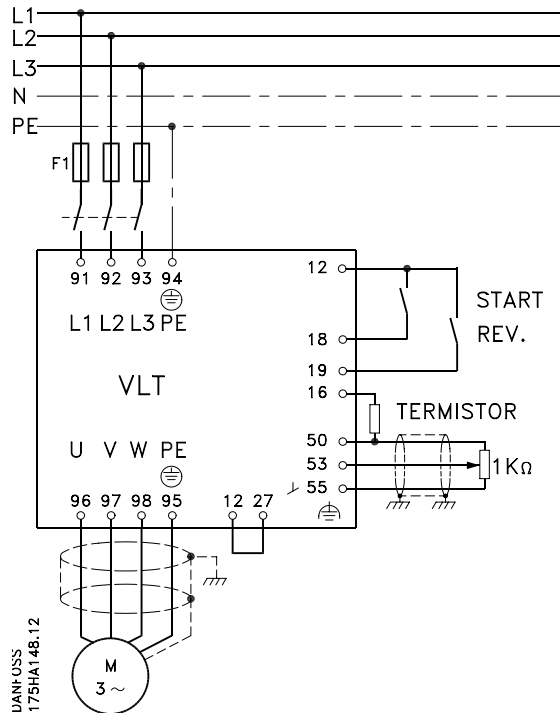 L1
L2
L3
N
PE
F1
91 92 93 94
L1 L2 L3 PE
VLT
U V W PE
96 97 98 95
12 27
12
18
19
16
50
53
55
START
REV.
TERMISTOR
1KΩ
M
3~
DANFOSS
175HA148.12